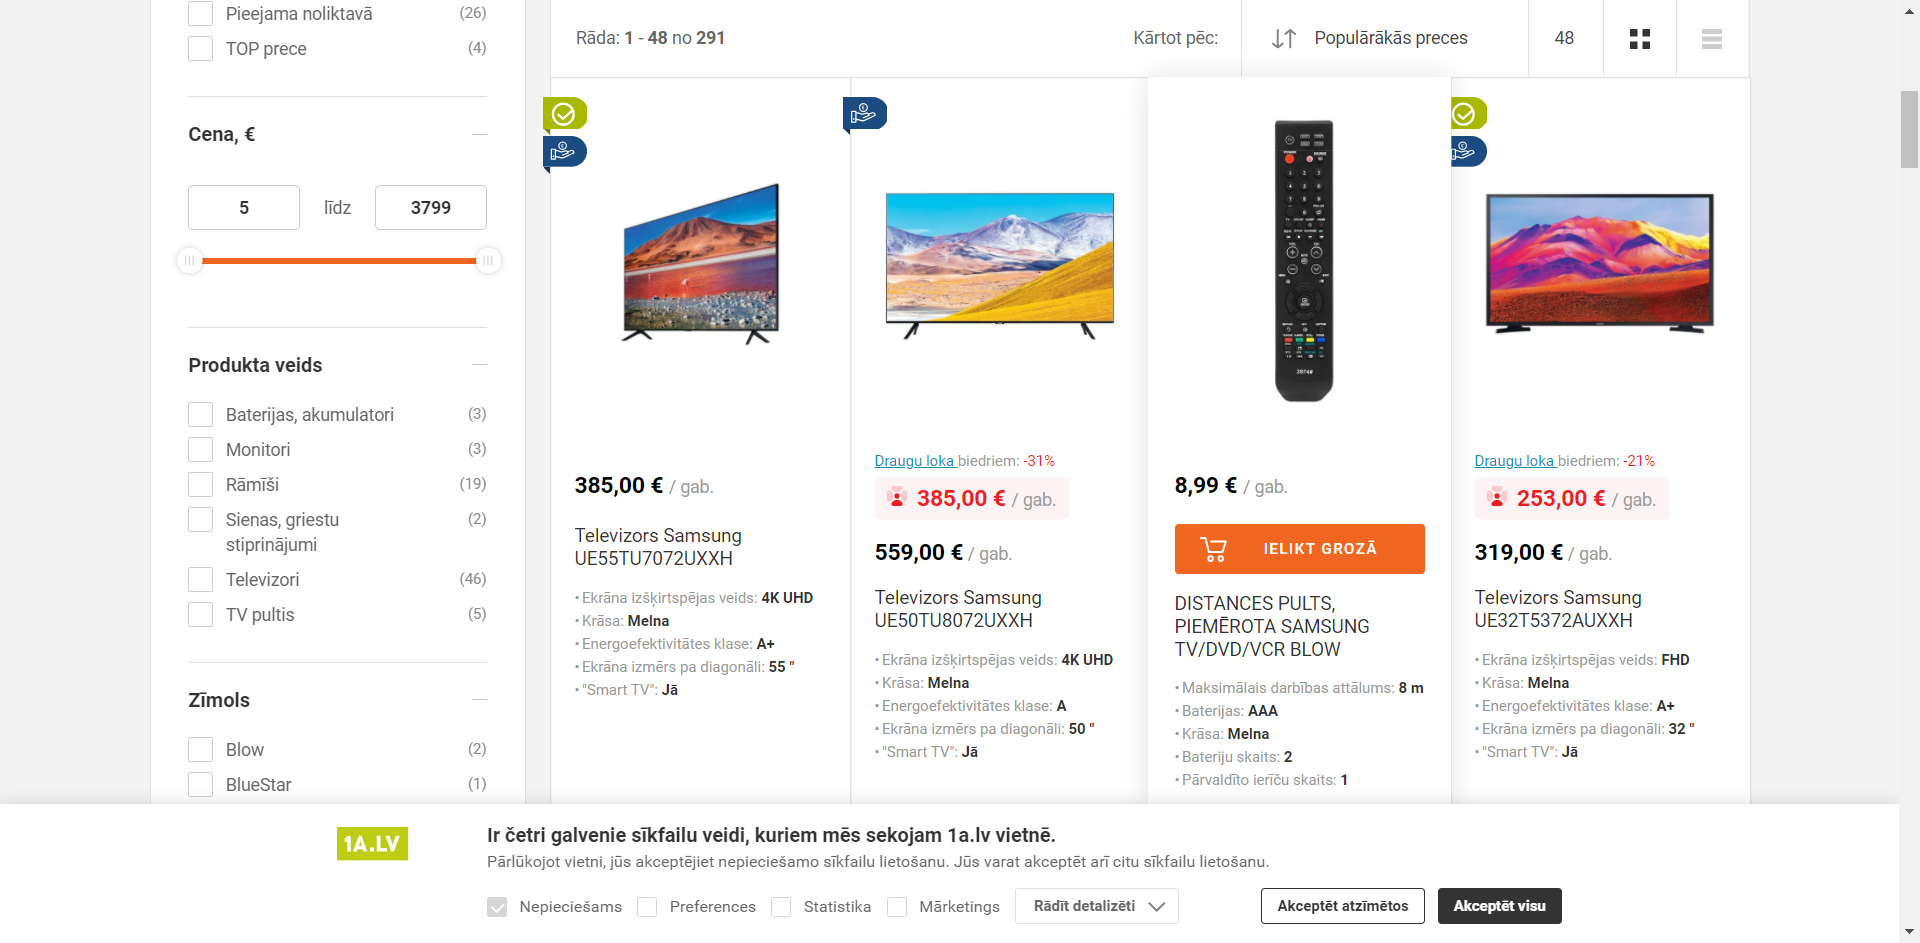 Pieejama noliktavā (26)
TOP prece (4)
Cena, €
5 līdz 3799
Produkta veids
Baterijas, akumulatori (3)
Monitori (3)
Rāmīši (19)
Sienas, griestu (2)
stiprinājumi
Televizori (46)
TV pultis (5)
Zīmols
Blow (2)
BlueStar (1)
Rāda: 1 - 48 no 291
Kārtot pēc:
Populārākās preces
48
385,00 € / gab.
Televizors Samsung
UE55TU7072UXXH
• Ekrāna izšķirtspējas veids: 4K UHD
• Krāsa: Melna
• Energoefektivitātes klase: A+
• Ekrāna izmērs pa diagonāli: 55 "
• "Smart TV": Jā
Draugu loka biedriem: -31%
385,00 € / gab.
559,00 € / gab.
Televizors Samsung
UE50TU8072UXXH
• Ekrāna izšķirtspējas veids: 4K UHD
• Krāsa: Melna
• Energoefektivitātes klase: A
• Ekrāna izmērs pa diagonāli: 50 "
• "Smart TV": Jā
8,99 € / gab.
IELIKT GROZĀ
DISTANCES PULTS,
PIEMĒROTA SAMSUNG
TV/DVD/VCR BLOW
• Maksimālais darbības attālums: 8 m
• Baterijas: AAA
• Krāsa: Melna
• Bateriju skaits: 2
• Pārvaldīto ierīču skaits: 1
Draugu loka biedriem: -21%
253,00 € / gab.
319,00 € / gab.
Televizors Samsung
UE32T5372AUXXH
• Ekrāna izšķirtspējas veids: FHD
• Krāsa: Melna
• Energoefektivitātes klase: A+
• Ekrāna izmērs pa diagonāli: 32 "
• "Smart TV": Jā
1A.LV
Ir četri galvenie sīkfailu veidi, kuriem mēs sekojam 1a.lv vietnē.
Pārlūkojot vietni, jūs akceptējiet nepieciešamo sīkfailu lietošanu. Jūs varat akceptēt arī citu sīkfailu lietošanu.
Nepieciešams Preferences Statistika Mārketings Rādīt detalizēti Akceptēt atzīmētos Akceptēt visu